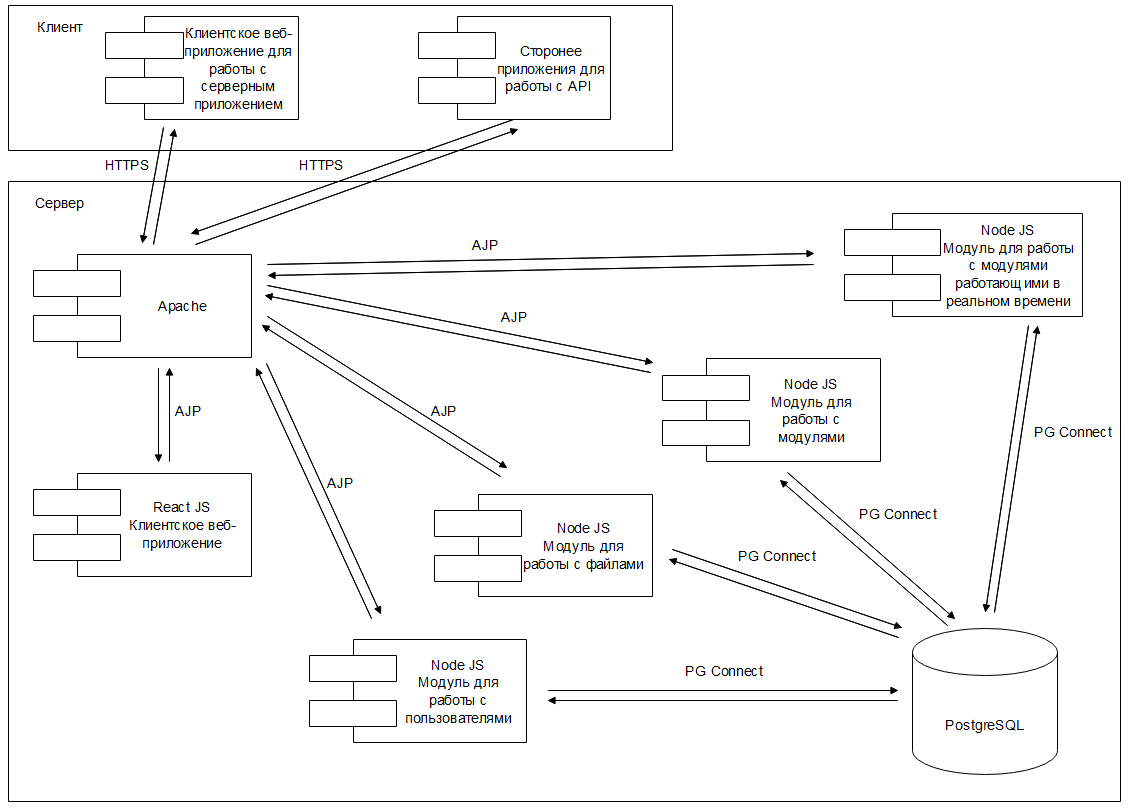 Клиент
Клиентское веб-
приложение для
работы с
серверным
приложением
Сторонее
приложения для
работы с API
HTTPS
HTTPS
Сервер
Apache
AJP
Node JS
Модуль для работы
с модулями
работающими в
реальном времени
AJP
Node JS
Модуль для
работы с
модулями
AJP
AJP
PG Connect
React JS
Клиентское веб-
приложение
AJP
Node JS
Модуль для
работы с файлами
PG Connect
PG Connect
Node JS
Модуль для
работы с
пользователями
PG Connect
PostgreSQL